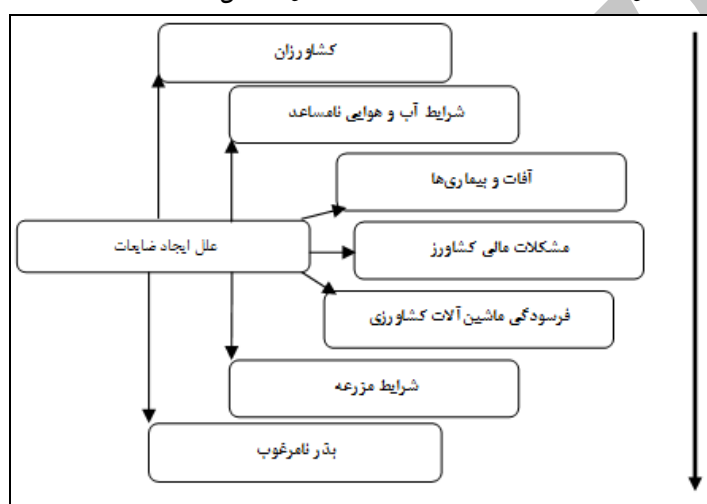 کشاورزان
شرایط آب و هوایی نامساعد
آفات و بیماری‌ها
علل ایجاد ضایعات
مشکلات مالی کشاورز
فرسودگی ماشین آلات کشاورزی
شرایط مزرعه
بذر نامرغوب